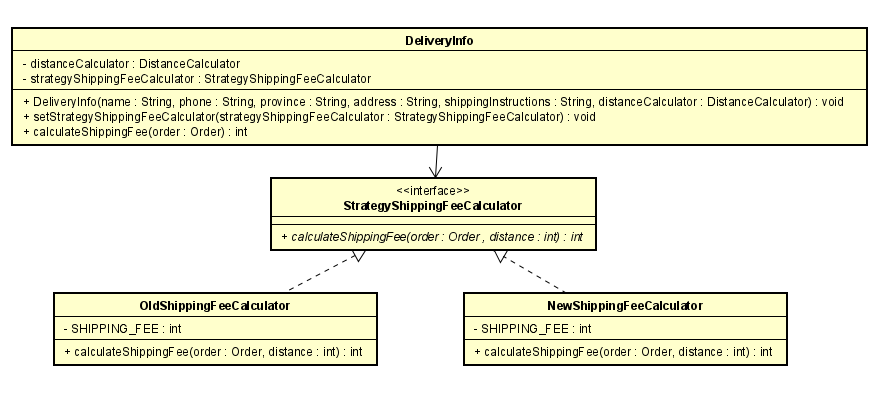 DeliveryInfo
- distanceCalculator : DistanceCalculator
- strategyShippingFeeCalculator : StrategyShippingFeeCalculator
+ DeliveryInfo(name : String, phone : String, province : String, address : String, shippingInstructions : String, distanceCalculator : DistanceCalculator) : void
+ setStrategyShippingFeeCalculator(strategyShippingFeeCalculator : StrategyShippingFeeCalculator) : void
+ calculateShippingFee(order : Order) : int
<<interface>>
StrategyShippingFeeCalculator
+ calculateShippingFee(order : Order , distance : int) : int
OldShippingFeeCalculator
- SHIPPING_FEE : int
+ calculateShippingFee(order : Order, distance : int) : int
NewShippingFeeCalculator
- SHIPPING_FEE : int
+ calculateShippingFee(order : Order, distance : int) : int